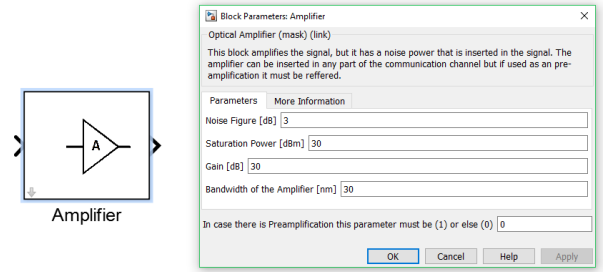 Block Parameters: Amplifier
Optical Amplifier (mask) (link)
This block amplifies the signal, but it has a noise power that is inserted in the signal. The
amplifier can be inserted in any part of the communication channel but if used as an pre-
amplification it must be reffered.
Parameters More Information
Noise Figure [dB] 3
Saturation Power [dBm] 30
Gain [dB] 30
Bandwidth of the Amplifier [nm] 30
In case there is Preamplification this parameter must be (1) or else (0) 0
OK Cancel Help Apply
A
Amplifier